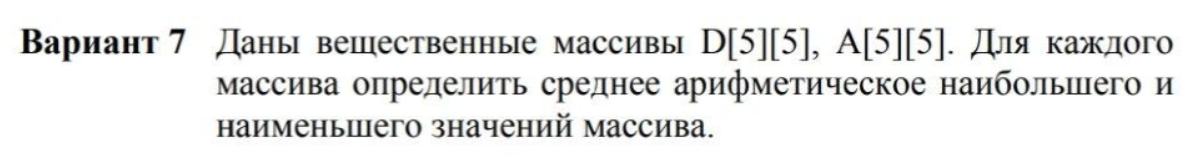 Вариант 7 Даны вещественные массивы D[5][5], A[5][5]. Для каждого
массива определить среднее арифметическое наибольшего и
наименьшего значений массива.